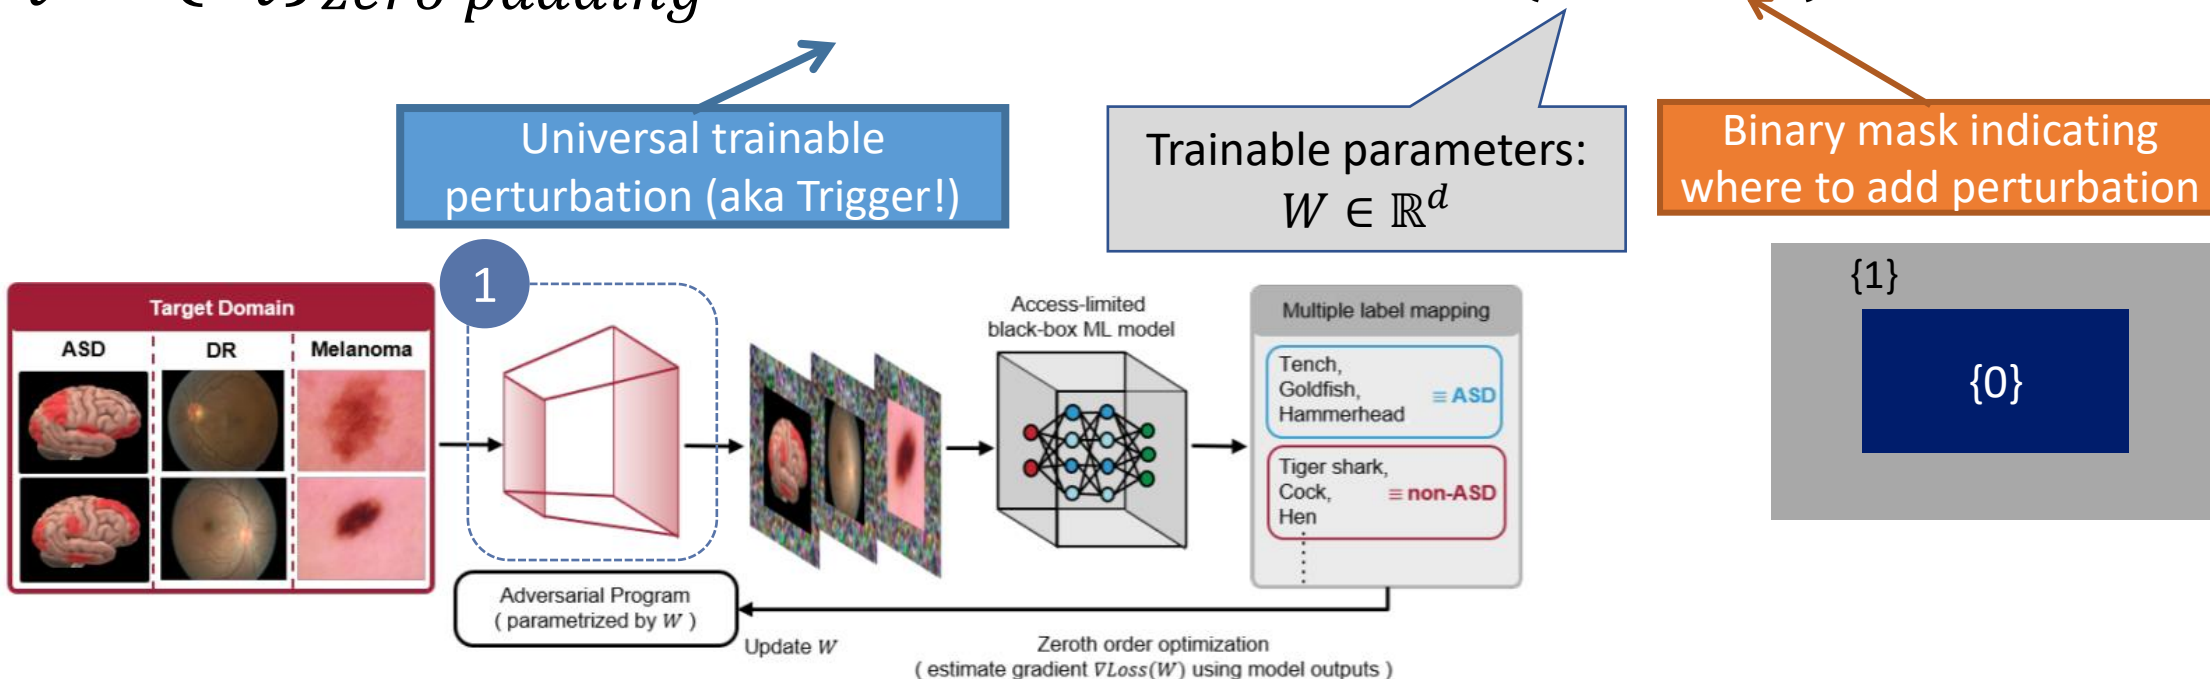 zero padding
Universal trainable
perturbation (aka Trigger!)
Trainable parameters:
W ∈ ℝ^d
Binary mask indicating
where to add perturbation
1
Target Domain
ASD DR Melanoma
Access-limited
black-box ML model
Multiple label mapping
Tench,
Goldfish,
Hammerhead
≡ ASD
Tiger shark,
Cock,
Hen
≡ non-ASD
{1}
{0}
Adversarial Program
( parametrized by W )
Update W
Zeroth order optimization
( estimate gradient ∇Loss(W) using model outputs )